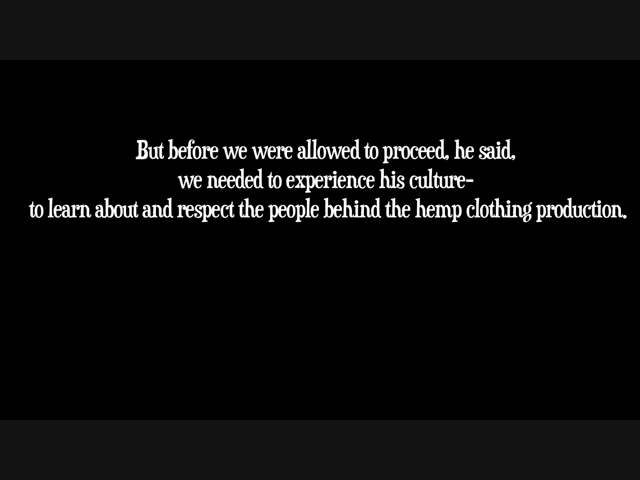 But before we were allowed to proceed, he said,
we needed to experience his culture-
to learn about and respect the people behind the hemp clothing production.